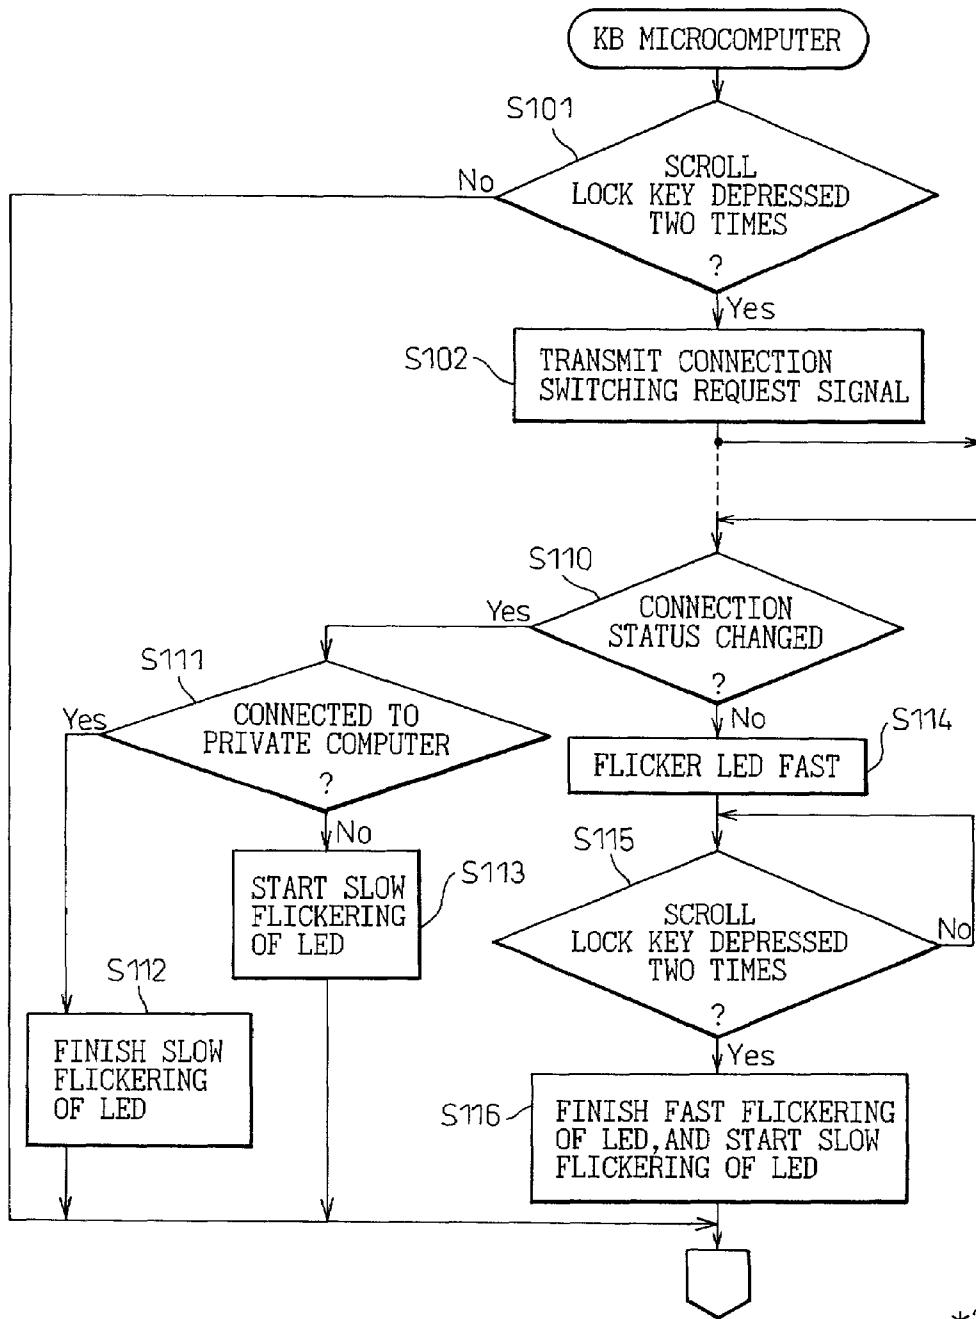 KB MICROCOMPUTER
S101
SCROLL
LOCK KEY DEPRESSED
TWO TIMES
?
No
Yes
S102
TRANSMIT CONNECTION
SWITCHING REQUEST SIGNAL
S110
CONNECTION
STATUS CHANGED
?
Yes
No
S111
CONNECTED TO
PRIVATE COMPUTER
?
Yes
No
S114
FLICKER LED FAST
S113
START SLOW
FLICKERING
OF LED
S115
SCROLL
LOCK KEY DEPRESSED
TWO TIMES
?
No
Yes
S112
FINISH SLOW
FLICKERING
OF LED
S116
FINISH FAST FLICKERING
OF LED, AND START SLOW
FLICKERING OF LED